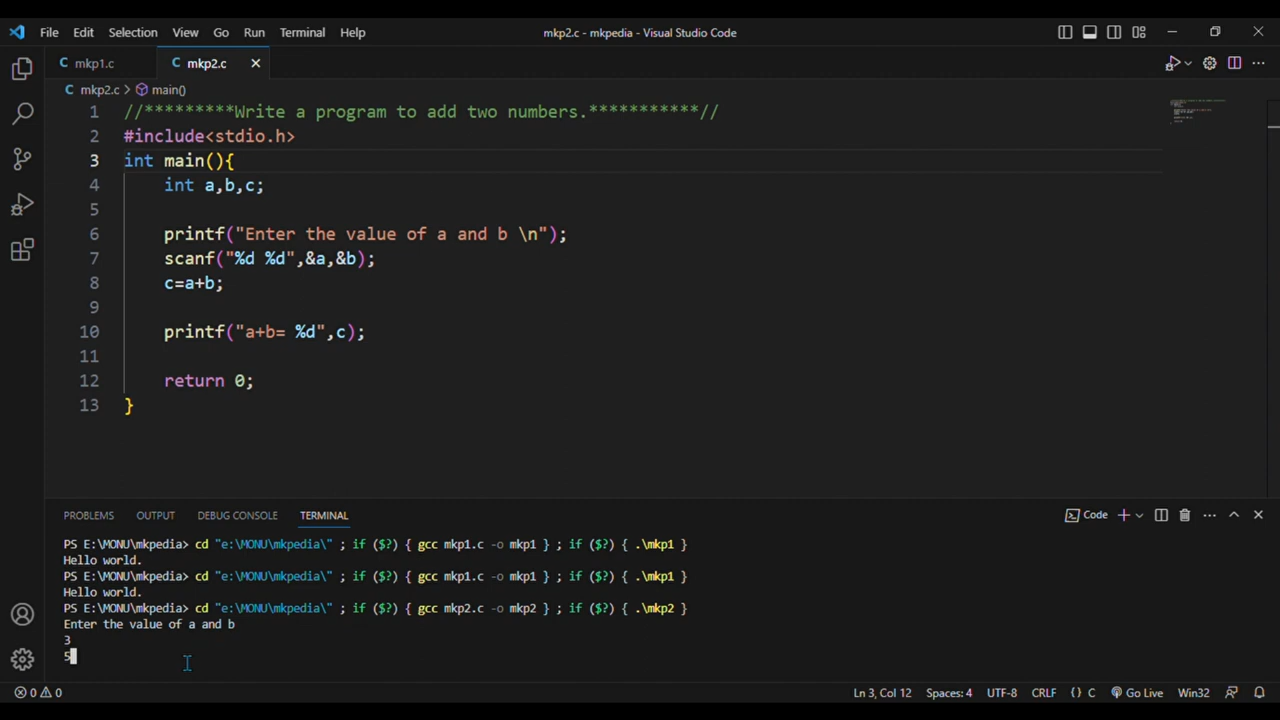 File Edit Selection View Go Run Terminal Help mkp2.c - mkpedia - Visual Studio Code
C mkp1.c C mkp2.c
C mkp2.c > main()
1 //*********Write a program to add two numbers.***********//
2 #include<stdio.h>
3 int main(){
4 int a,b,c;
5
6 printf("Enter the value of a and b \n");
7 scanf("%d %d",&a,&b);
8 c=a+b;
9
10 printf("a+b= %d",c);
11
12 return 0;
13 }
PROBLEMS OUTPUT DEBUG CONSOLE TERMINAL Code
PS E:\MONU\mkpedia> cd "e:\MONU\mkpedia\" ; if ($?) { gcc mkp1.c -o mkp1 } ; if ($?) { .\mkp1 }
Hello world.
PS E:\MONU\mkpedia> cd "e:\MONU\mkpedia\" ; if ($?) { gcc mkp1.c -o mkp1 } ; if ($?) { .\mkp1 }
Hello world.
PS E:\MONU\mkpedia> cd "e:\MONU\mkpedia\" ; if ($?) { gcc mkp2.c -o mkp2 } ; if ($?) { .\mkp2 }
Enter the value of a and b
3
5
0 0 Ln 3, Col 12 Spaces: 4 UTF-8 CRLF {} C Go Live Win32